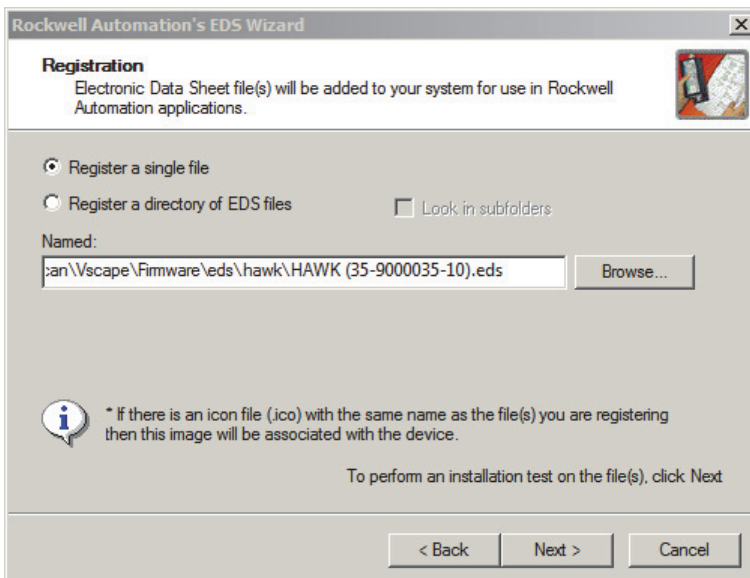 Rockwell Automation's EDS Wizard
Registration
Electronic Data Sheet file(s) will be added to your system for use in Rockwell
Automation applications.
Register a single file
Register a directory of EDS files
Look in subfolders
Named:
:an\Vscape\Firmware\eds\hawk\HAWK (35-9000035-10).eds
Browse...
* If there is an icon file (.ico) with the same name as the file(s) you are registering
then this image will be associated with the device.
To perform an installation test on the file(s), click Next
< Back
Next >
Cancel